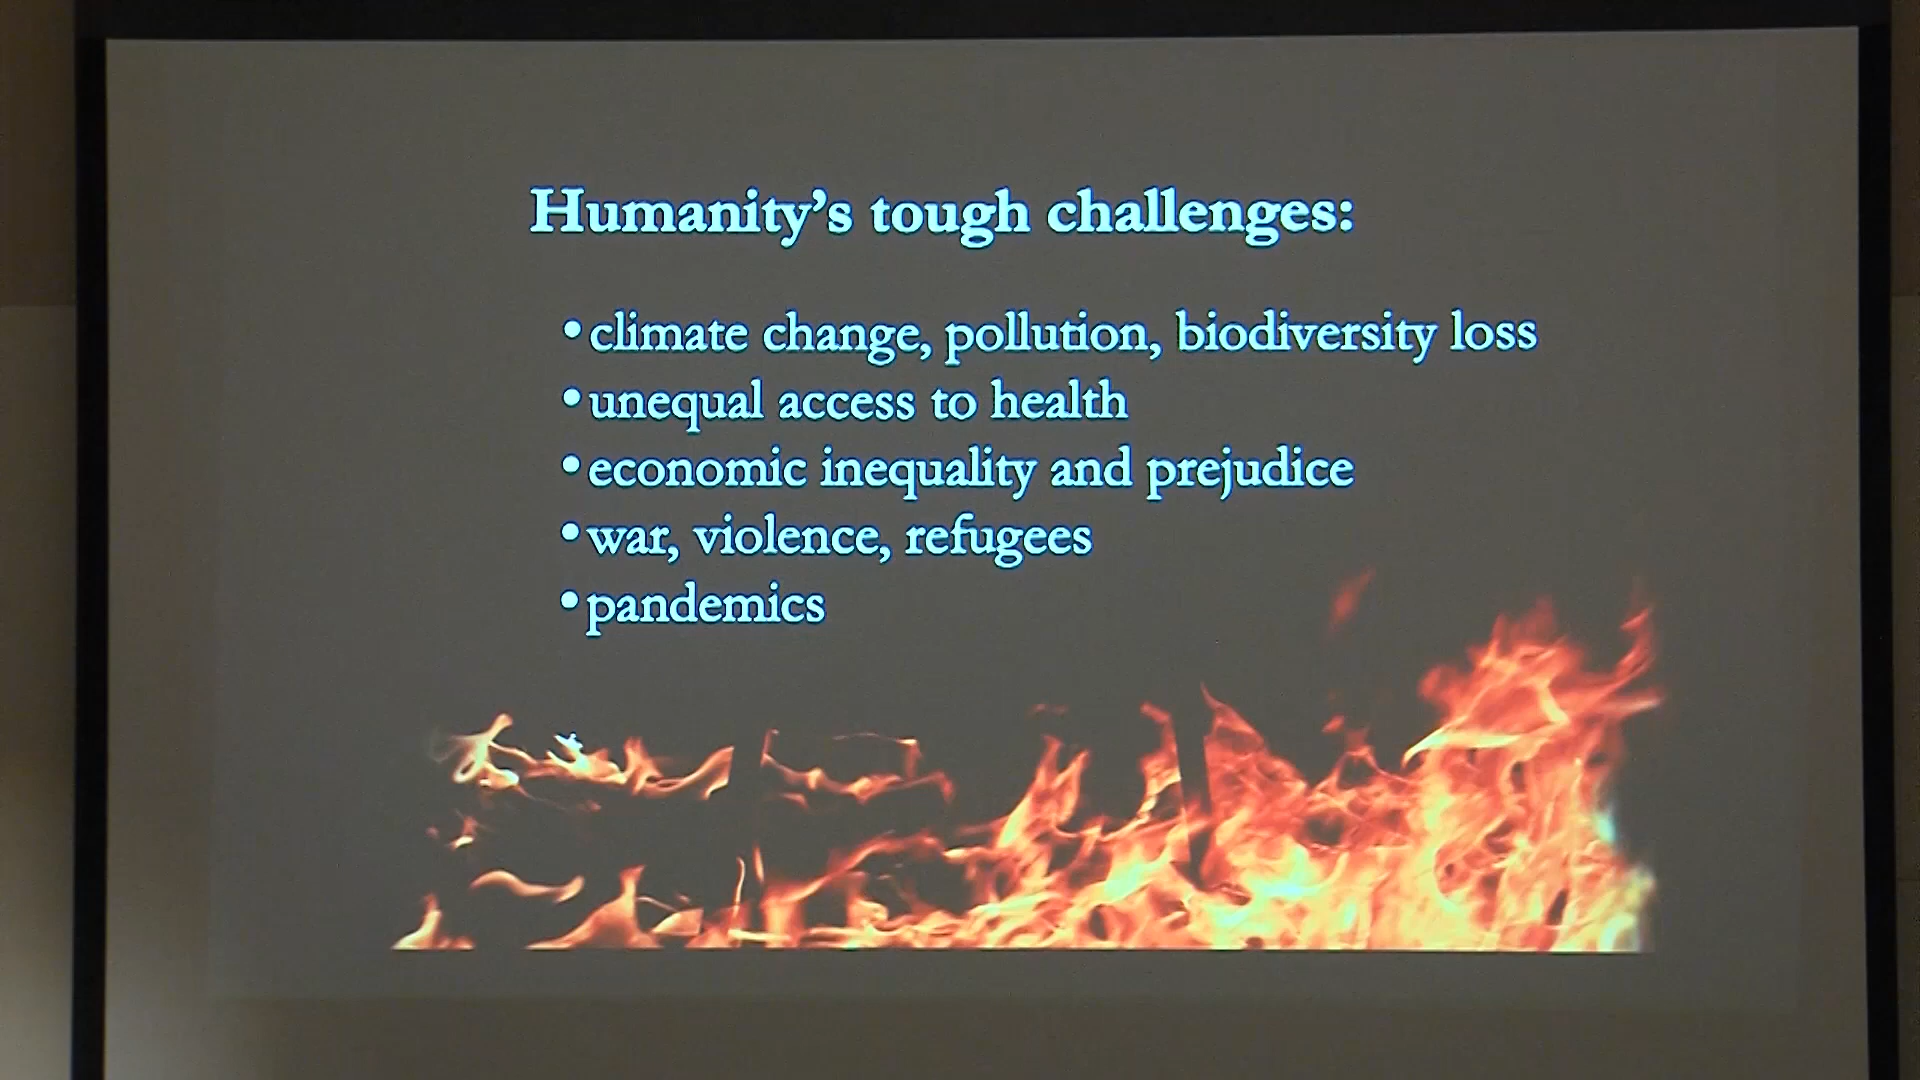 Humanity’s tough challenges:
•climate change, pollution, biodiversity loss
•unequal access to health
•economic inequality and prejudice
•war, violence, refugees
•pandemics